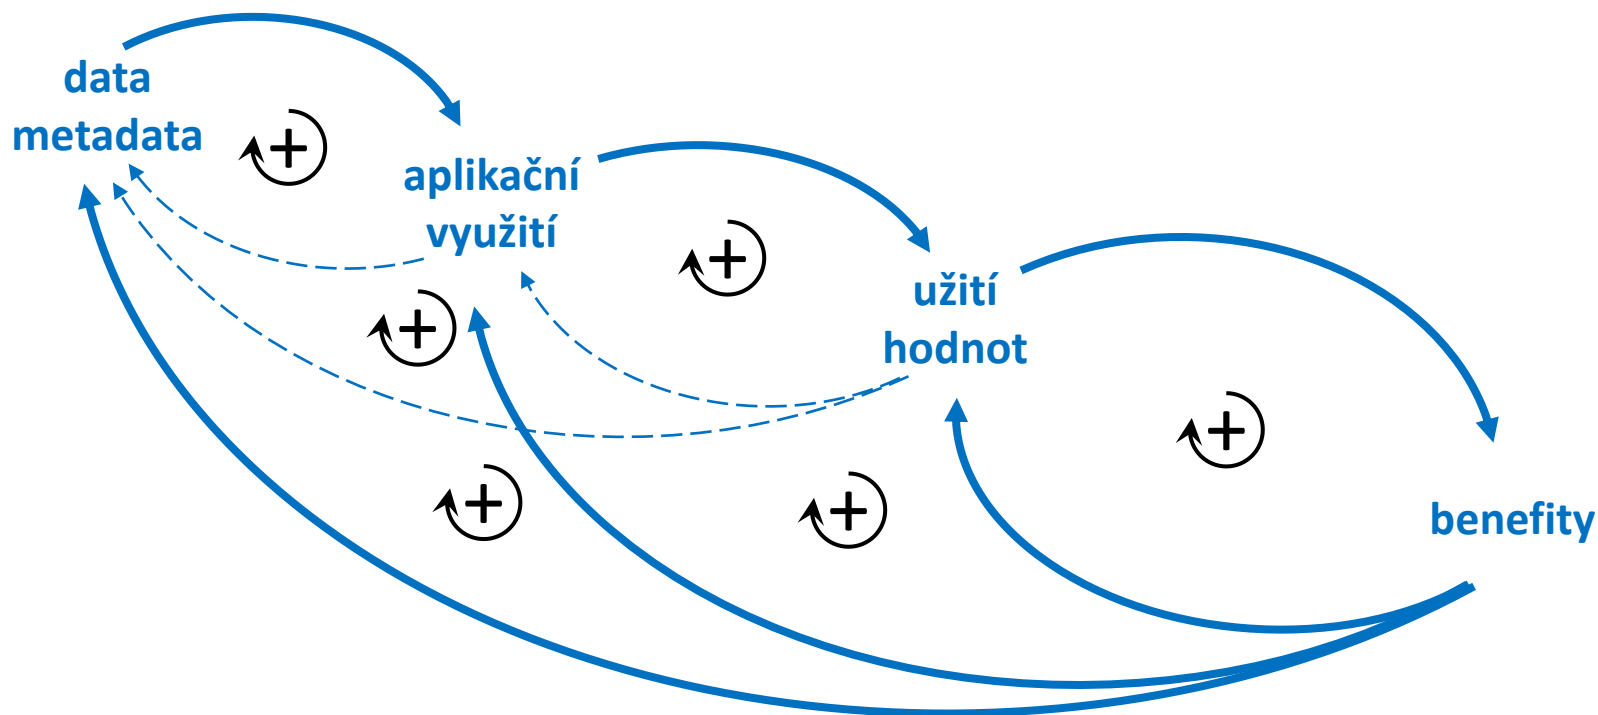 data
metadata
aplikační
využití
užití
hodnot
benefity
+
+
+
+
+
+